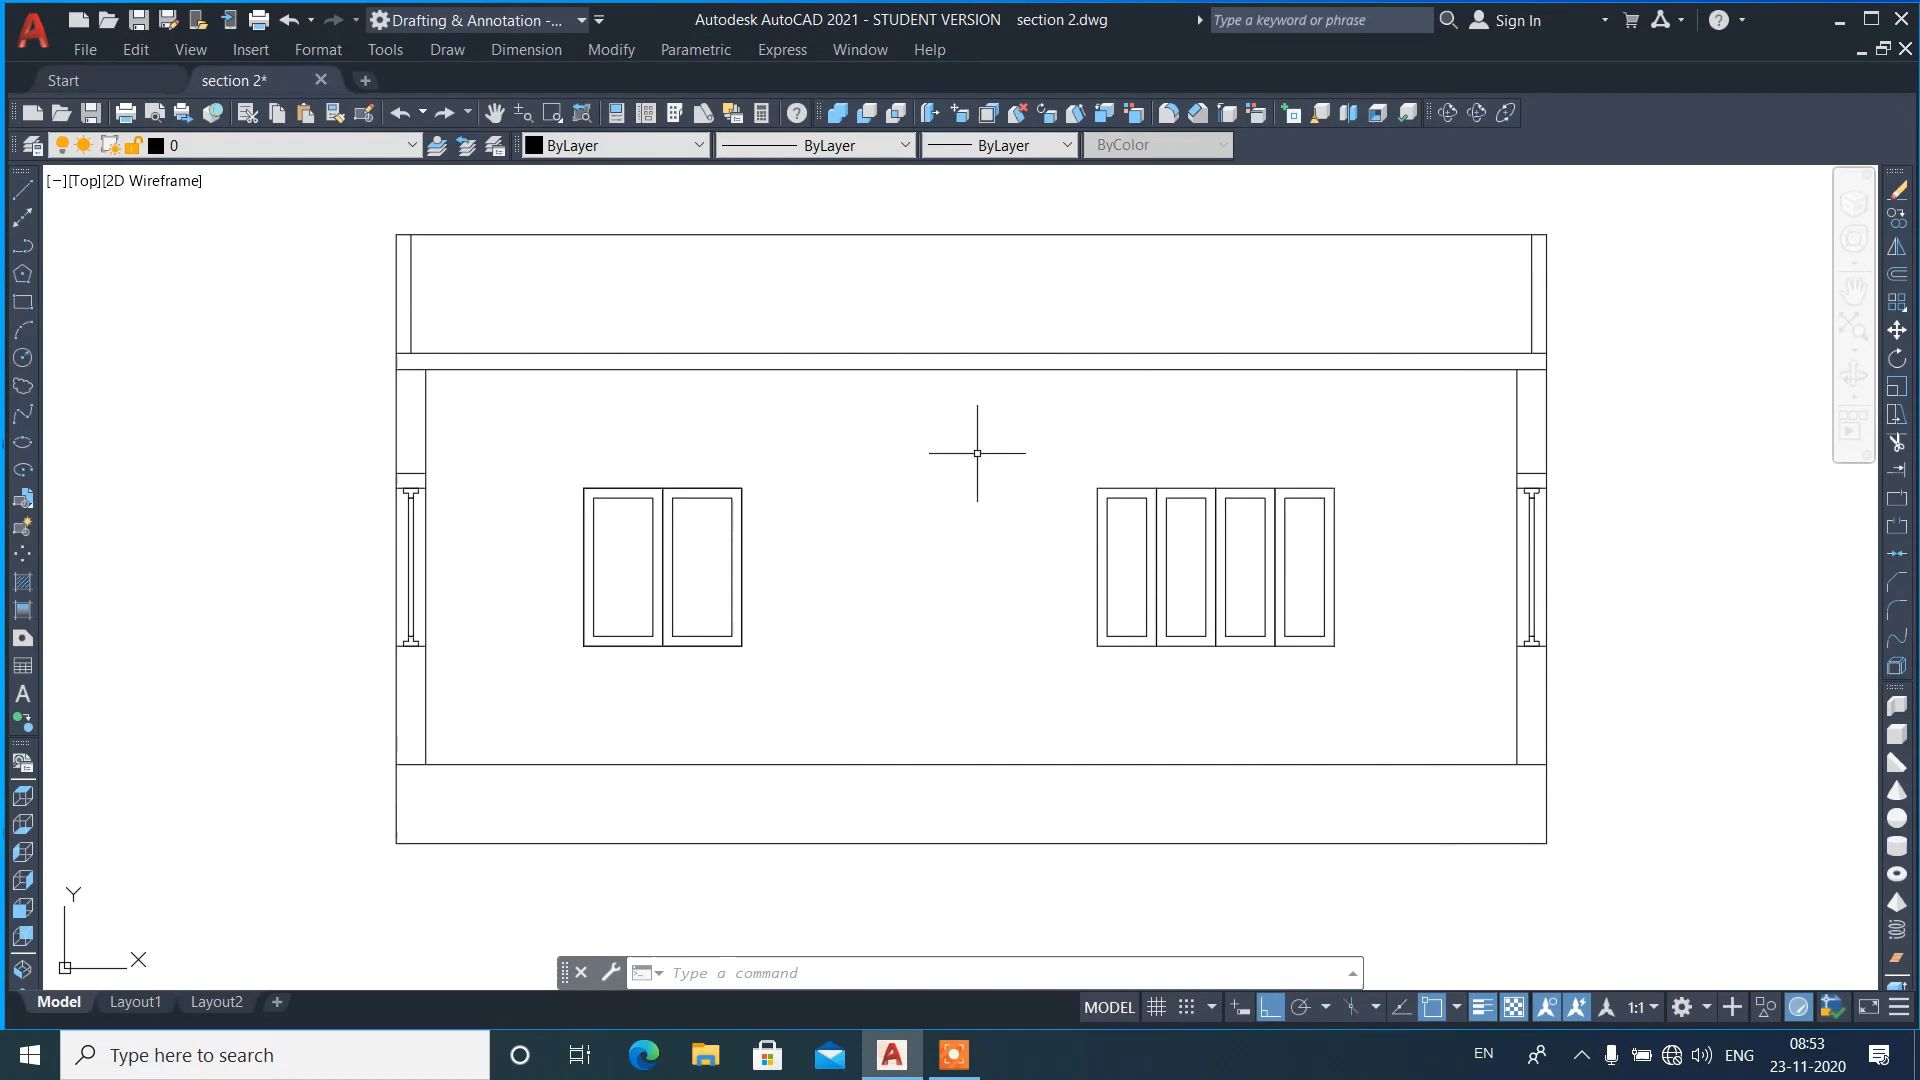 Drafting & Annotation -...
Autodesk AutoCAD 2021 - STUDENT VERSION section 2.dwg
Type a keyword or phrase
Sign In
File Edit View Insert Format Tools Draw Dimension Modify Parametric Express Window Help
Start
section 2*
0
ByLayer
ByLayer
ByLayer
ByColor
[−][Top][2D Wireframe]
Y
X
Type a command
Model Layout1 Layout2
MODEL
1:1
Type here to search
EN
ENG
08:53
23-11-2020